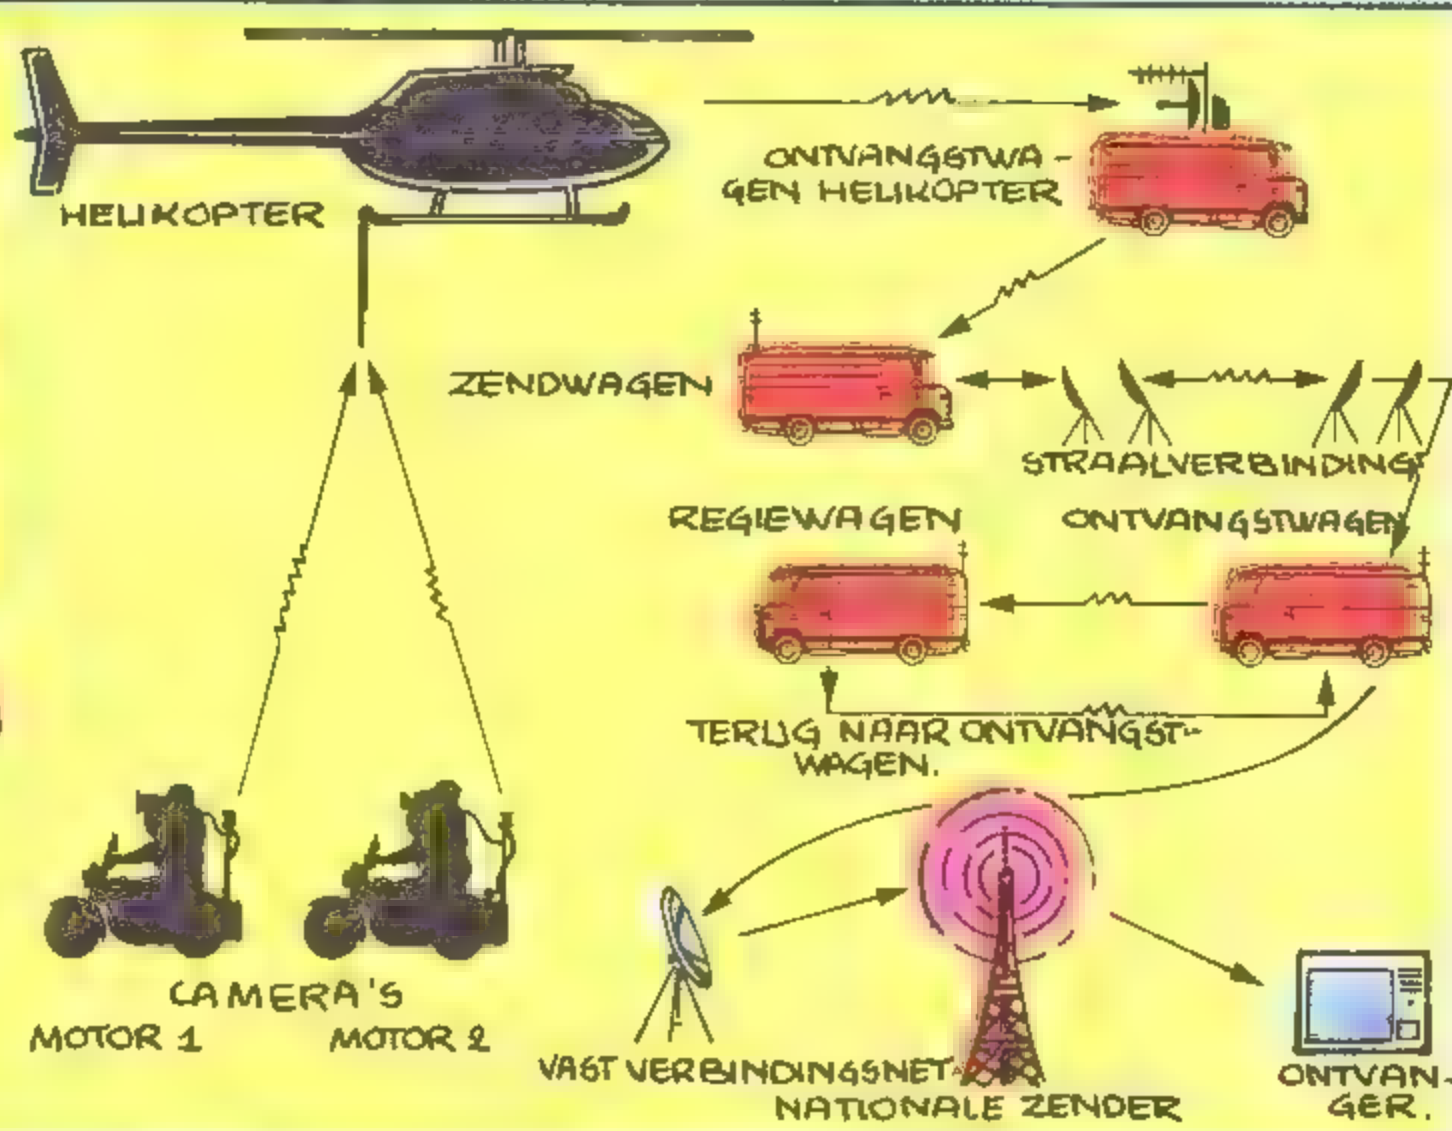 HELIKOPTER
ONTVANGSTWA-
GEN HELIKOPTER
ZENDWAGEN
STRAALVERBINDING
REGIEWAGEN
ONTVANGSTWAGEN
TERUG NAAR ONTVANGST-
WAGEN.
CAMERA'S
MOTOR 1
MOTOR 2
VAST VERBINDINGSNET
NATIONALE ZENDER
ONTVAN-
GER.